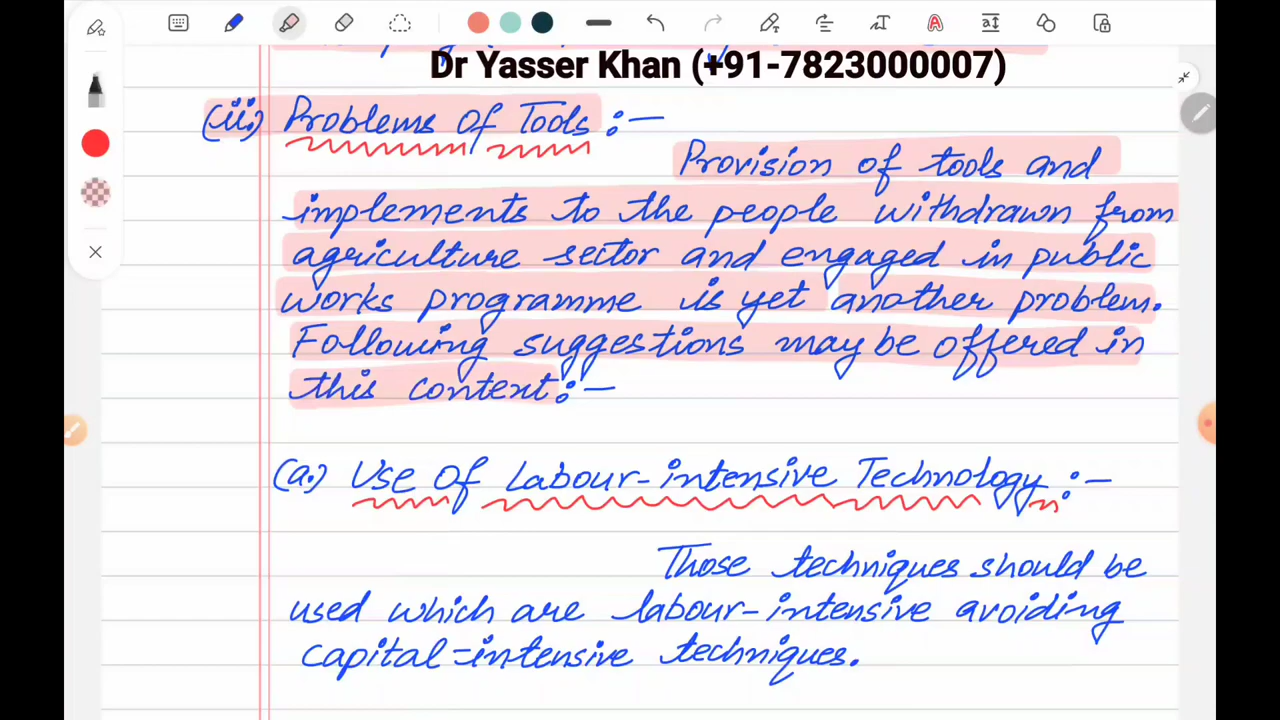 Dr Yasser Khan (+91-7823000007)
(iii) Problems of Tools :-
Provision of tools and
implements to the people withdrawn from
agriculture sector and engaged in public
works programme is yet another problem.
Following suggestions may be offered in
this content :-
(a.) Use of Labour-intensive Technology :-
Those techniques should be
used which are labour-intensive avoiding
capital-intensive techniques.